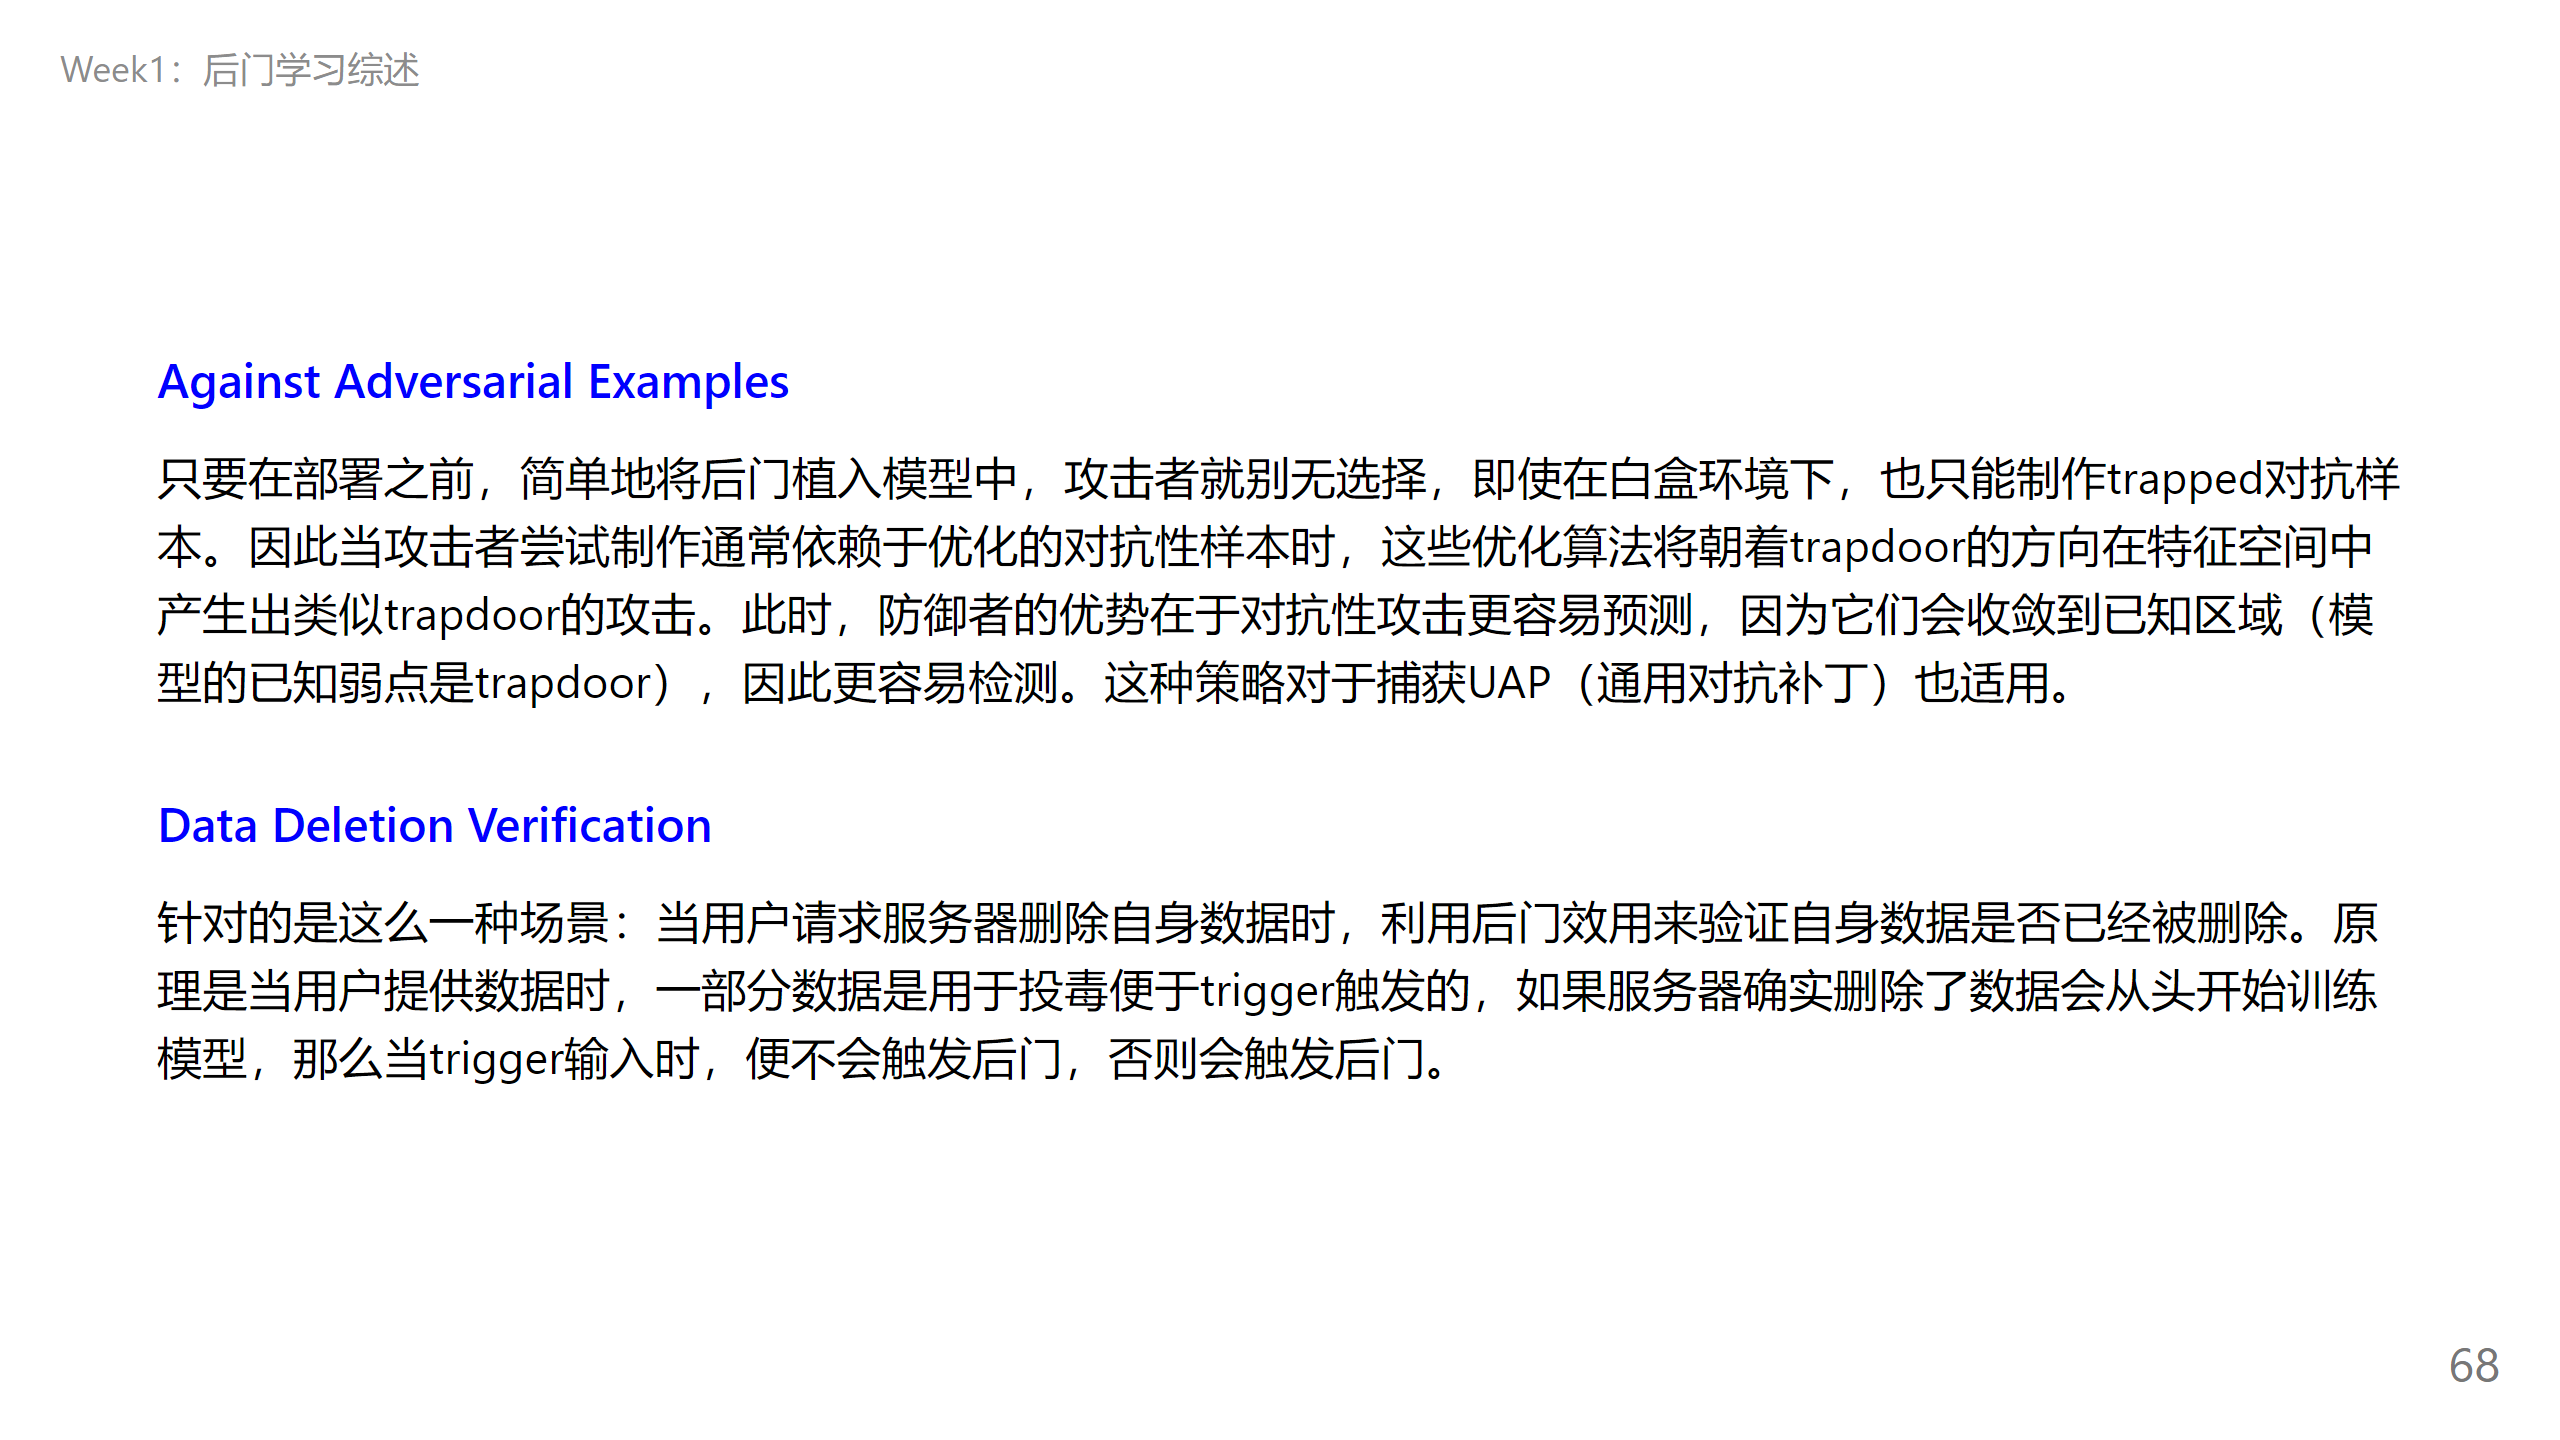 Week1：后门学习综述
Against Adversarial Examples
只要在部署之前，简单地将后门植入模型中，攻击者就别无选择，即使在白盒环境下，也只能制作trapped对抗样
本。因此当攻击者尝试制作通常依赖于优化的对抗性样本时，这些优化算法将朝着trapdoor的方向在特征空间中
产生出类似trapdoor的攻击。此时，防御者的优势在于对抗性攻击更容易预测，因为它们会收敛到已知区域（模
型的已知弱点是trapdoor），因此更容易检测。这种策略对于捕获UAP（通用对抗补丁）也适用。
Data Deletion Verification
针对的是这么一种场景：当用户请求服务器删除自身数据时，利用后门效用来验证自身数据是否已经被删除。原
理是当用户提供数据时，一部分数据是用于投毒便于trigger触发的，如果服务器确实删除了数据会从头开始训练
模型，那么当trigger输入时，便不会触发后门，否则会触发后门。
68